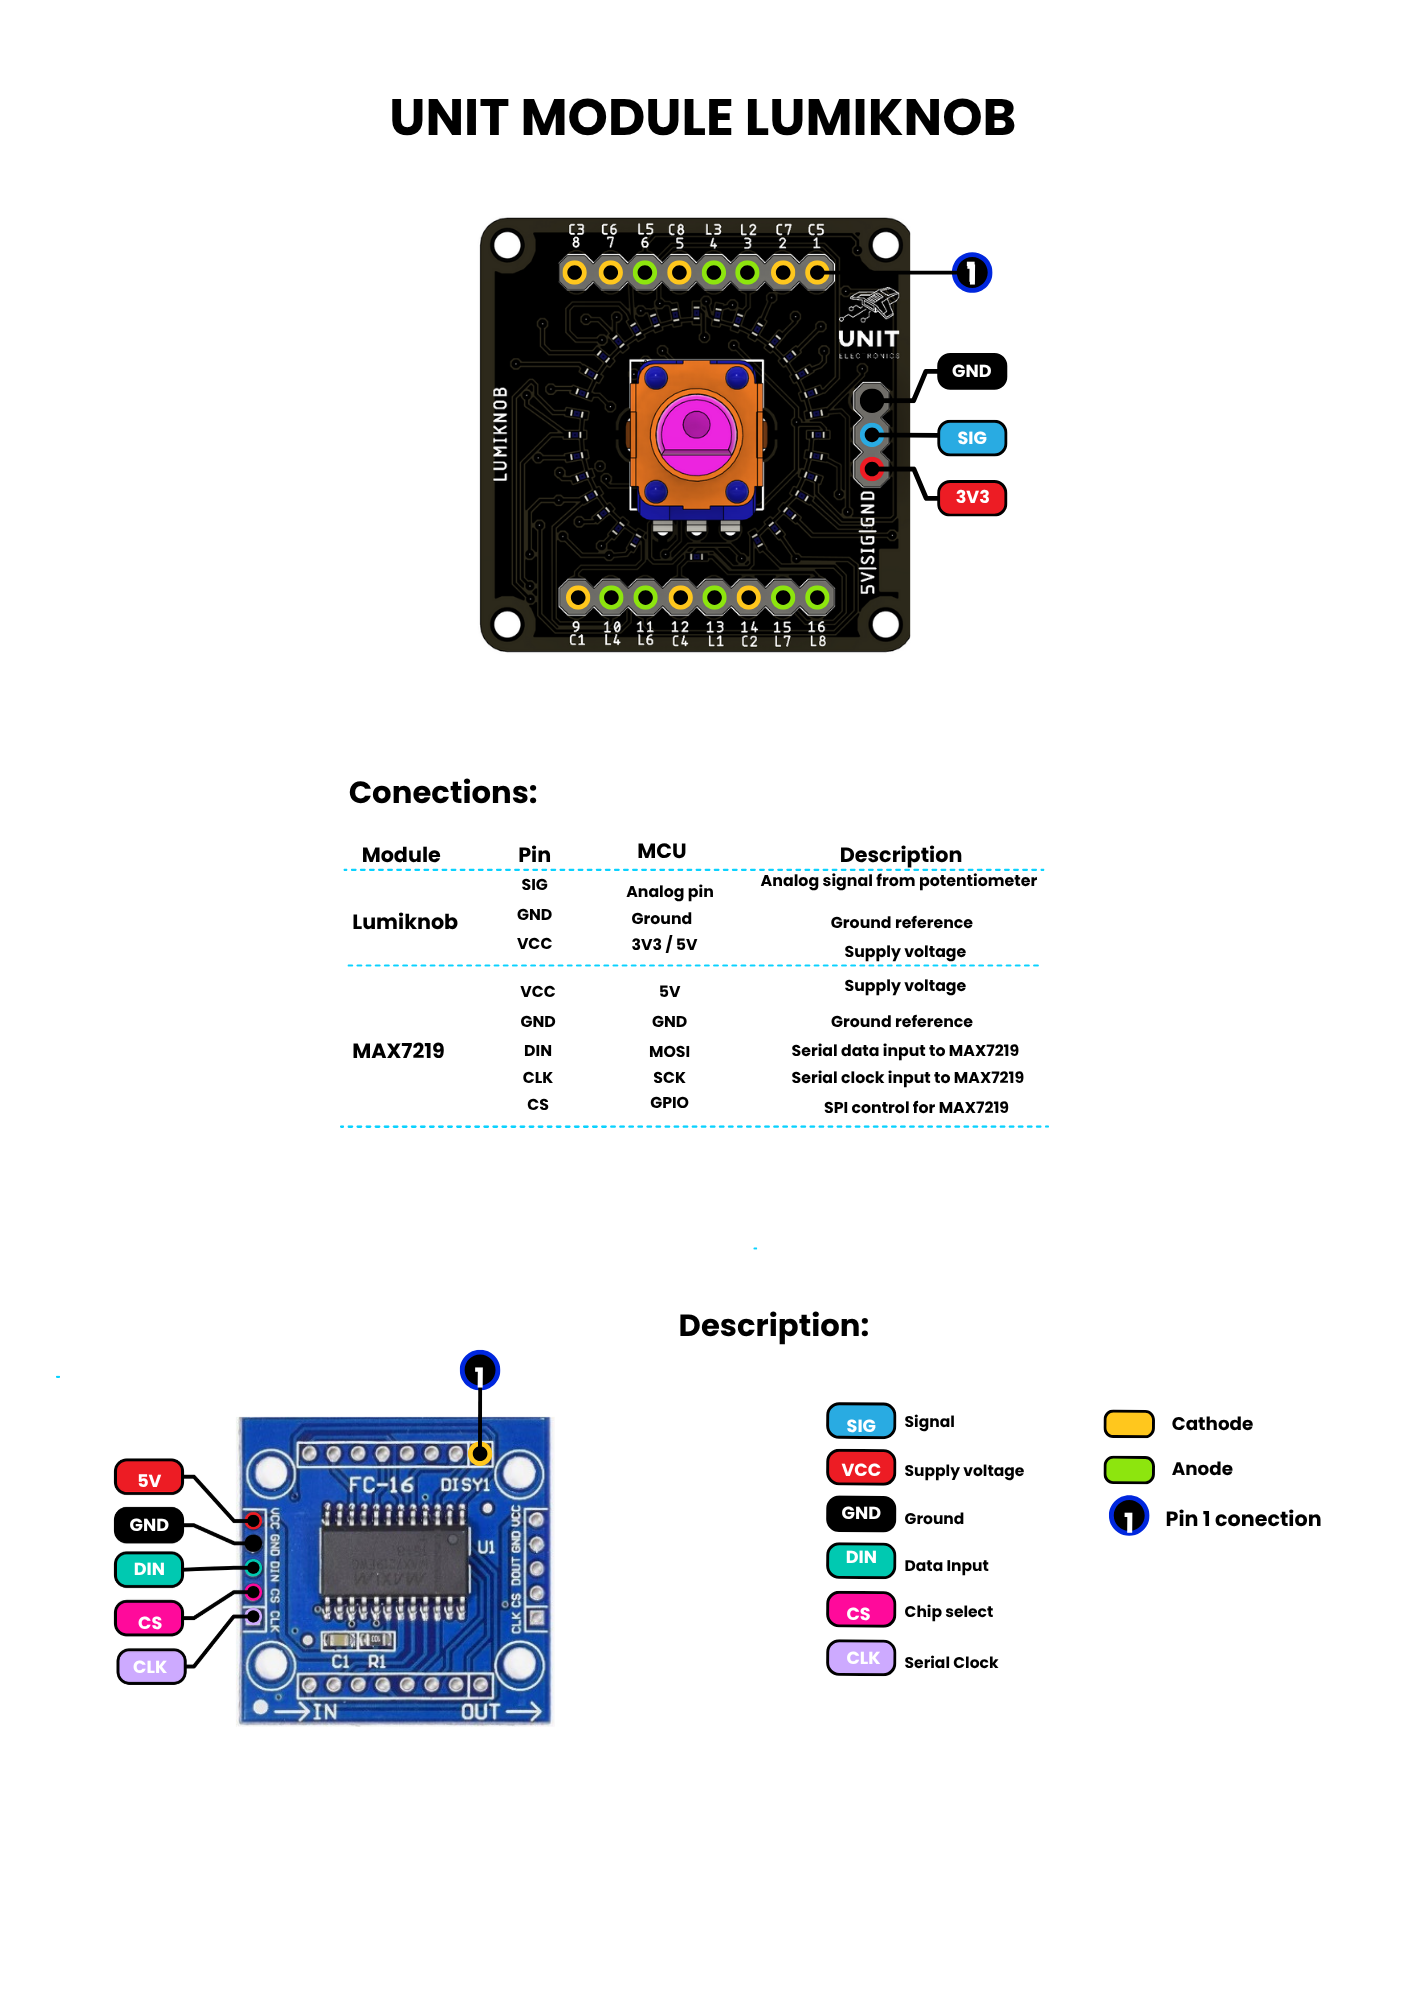 UNIT MODULE LUMIKNOB
C3 C6 L5 C8 L3 L2 C7 C5
8 7 6 5 4 3 2 1
1
UNIT
ELECTRONICS
GND
SIG
3V3
LUMIKNOB
5V|SIG|GND
9 10 11 12 13 14 15 16
C1 L4 L6 C4 L1 C2 L7 L8
Conections:
Module Pin MCU Description
Lumiknob
SIG Analog pin Analog signal from potentiometer
GND Ground Ground reference
VCC 3V3 / 5V Supply voltage
MAX7219
VCC 5V Supply voltage
GND GND Ground reference
DIN MOSI Serial data input to MAX7219
CLK SCK Serial clock input to MAX7219
CS GPIO SPI control for MAX7219
Description:
1
FC-16 DISY1
5V
GND
DIN
CS
CLK
VCC GND DIN CS CLK
U1
CLK CS DOUT GND VCC
MAXIM
C1 R1
IN OUT
SIG Signal
VCC Supply voltage
GND Ground
DIN Data Input
CS Chip select
CLK Serial Clock
Cathode
Anode
1 Pin 1 conection